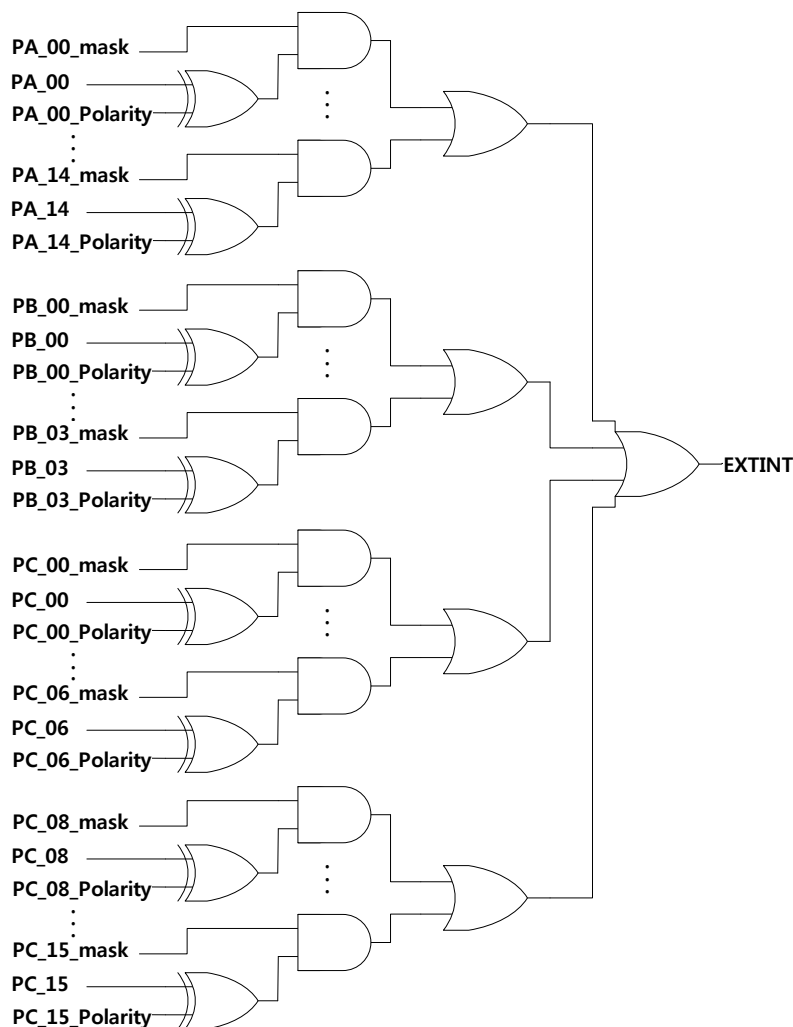 PA_00_mask
PA_00
PA_00_Polarity
PA_14_mask
PA_14
PA_14_Polarity
PB_00_mask
PB_00
PB_00_Polarity
PB_03_mask
PB_03
PB_03_Polarity
EXTINT
PC_00_mask
PC_00
PC_00_Polarity
PC_06_mask
PC_06
PC_06_Polarity
PC_08_mask
PC_08
PC_08_Polarity
PC_15_mask
PC_15
PC_15_Polarity